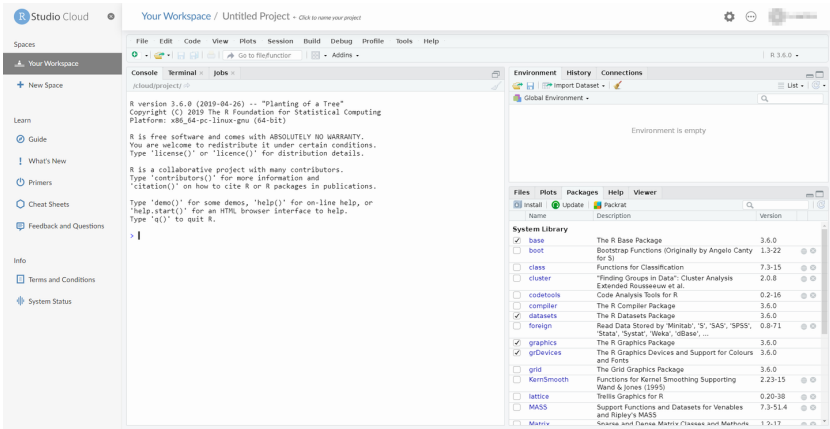 R Studio Cloud
Your Workspace / Untitled Project - Click to name your project
Spaces
Your Workspace
New Space
Learn
Guide
What's New
Primers
Cheat Sheets
Feedback and Questions
Info
Terms and Conditions
System Status
File Edit Code View Plots Session Build Debug Profile Tools Help
Go to file/function Addins R 3.6.0
Console Terminal × Jobs ×
/cloud/project/
R version 3.6.0 (2019-04-26) -- "Planting of a Tree"
Copyright (C) 2019 The R Foundation for Statistical Computing
Platform: x86_64-pc-linux-gnu (64-bit)
R is free software and comes with ABSOLUTELY NO WARRANTY.
You are welcome to redistribute it under certain conditions.
Type 'license()' or 'licence()' for distribution details.
R is a collaborative project with many contributors.
Type 'contributors()' for more information and
'citation()' on how to cite R or R packages in publications.
Type 'demo()' for some demos, 'help()' for on-line help, or
'help.start()' for an HTML browser interface to help.
Type 'q()' to quit R.
>
Environment History Connections
Import Dataset List
Global Environment
Environment is empty
Files Plots Packages Help Viewer
Install Update Packrat
Name Description Version
System Library
base The R Base Package 3.6.0
boot Bootstrap Functions (Originally by Angelo Canty 1.3-22
for S)
class Functions for Classification 7.3-15
cluster "Finding Groups in Data": Cluster Analysis 2.0.8
Extended Rousseeuw et al.
codetools Code Analysis Tools for R 0.2-16
compiler The R Compiler Package 3.6.0
datasets The R Datasets Package 3.6.0
foreign Read Data Stored by 'Minitab', 'S', 'SAS', 'SPSS', 0.8-71
'Stata', 'Systat', 'Weka', 'dBase', ...
graphics The R Graphics Package 3.6.0
grDevices The R Graphics Devices and Support for Colours 3.6.0
and Fonts
grid The Grid Graphics Package 3.6.0
KernSmooth Functions for Kernel Smoothing Supporting 2.23-15
Wand & Jones (1995)
lattice Trellis Graphics for R 0.20-38
MASS Support Functions and Datasets for Venables 7.3-51.4
and Ripley's MASS
Matrix Sparse and Dense Matrix Classes and Methods 1.2-17